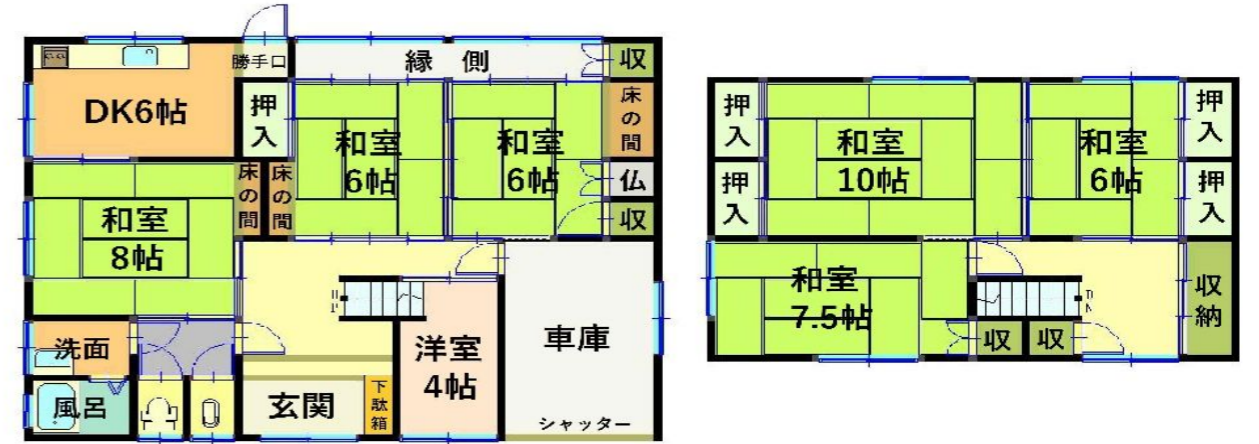 勝手口
縁側
収
DK6帖
押入
和室
6帖
和室
6帖
床の間
仏
収
床の間
床の間
和室
8帖
洗面
風呂
玄関
下駄箱
UP
洋室
4帖
車庫
シャッター
押入
押入
和室
10帖
和室
6帖
押入
押入
和室
7.5帖
DN
収
収
収納